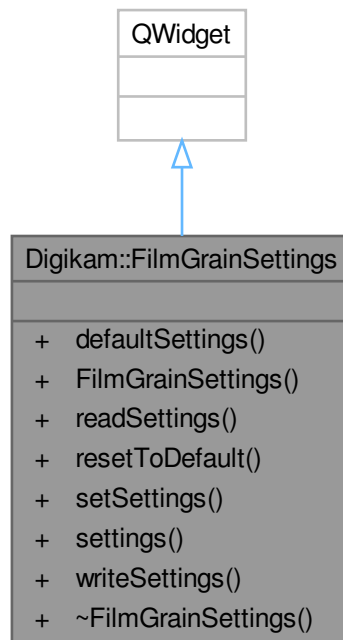 QWidget
Digikam::FilmGrainSettings
+ defaultSettings()
+ FilmGrainSettings()
+ readSettings()
+ resetToDefault()
+ setSettings()
+ settings()
+ writeSettings()
+ ~FilmGrainSettings()